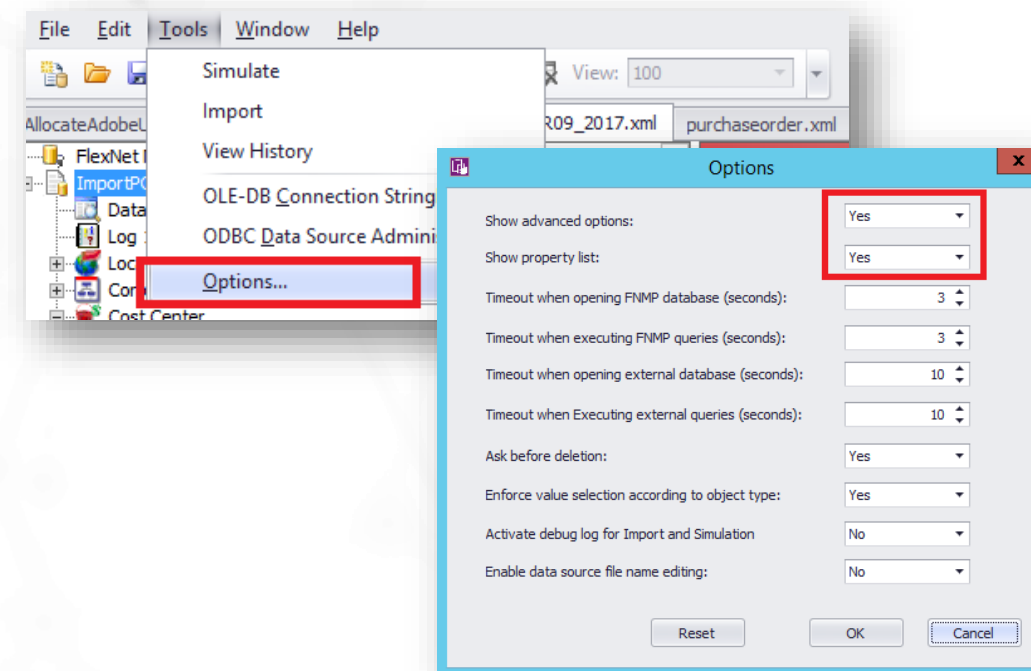 File Edit Tools Window Help
Simulate
View: 100
Import
AllocateAdobeU
R09_2017.xml purchaseorder.xml
View History
FlexNet
ImportPO
OLE-DB Connection String
Data
Log
ODBC Data Source Adminis
Loc
Options...
Cor
Cost Center
Options
x
Show advanced options: Yes
Show property list: Yes
Timeout when opening FNMP database (seconds): 3
Timeout when executing FNMP queries (seconds): 3
Timeout when opening external database (seconds): 10
Timeout when Executing external queries (seconds): 10
Ask before deletion: Yes
Enforce value selection according to object type: Yes
Activate debug log for Import and Simulation No
Enable data source file name editing: No
Reset OK Cancel